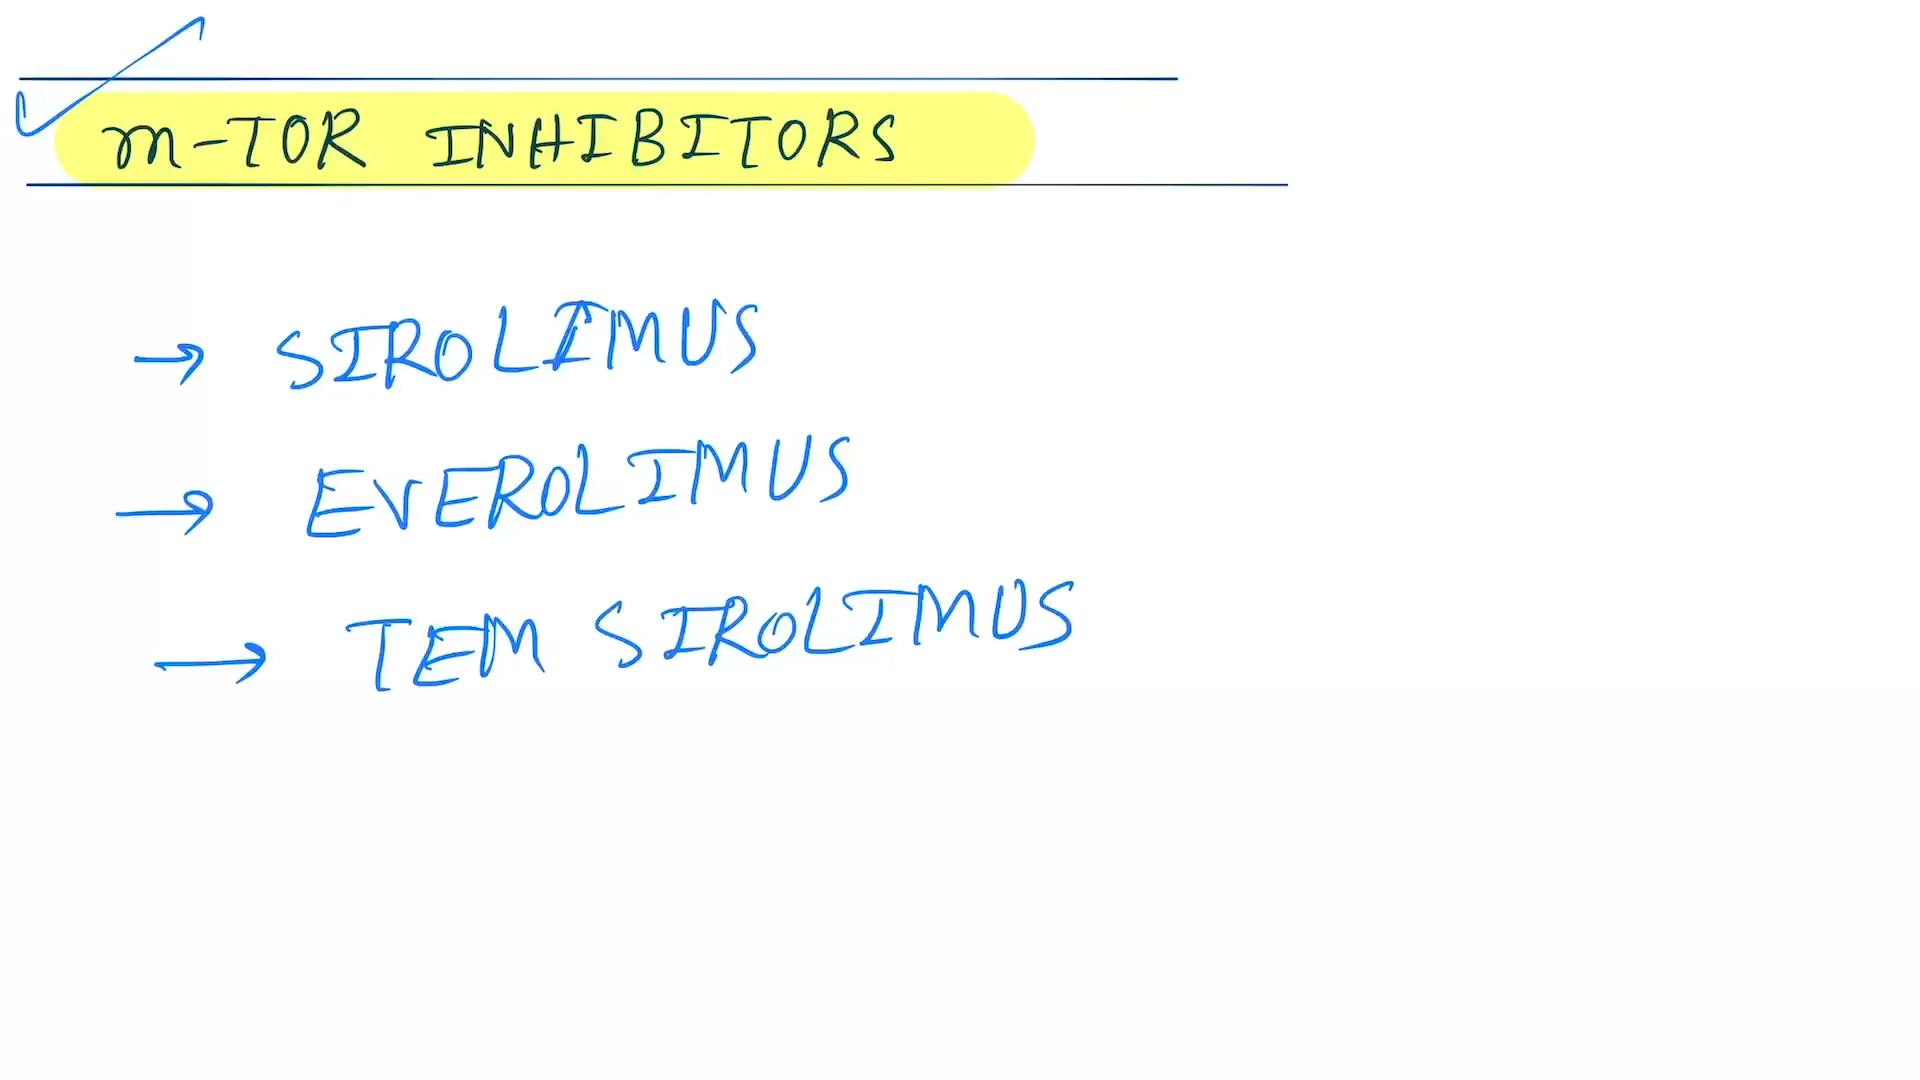 m-TOR INHIBITORS
→ SIROLIMUS
→ EVEROLIMUS
→ TEM SIROLIMUS